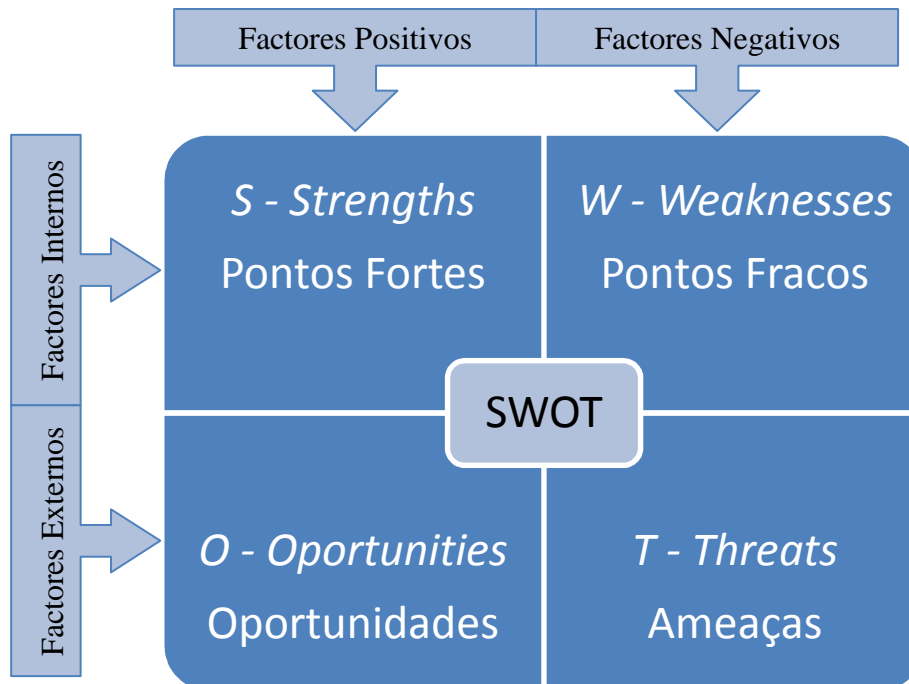 Factores Positivos
Factores Negativos
Factores Internos
S - Strengths
Pontos Fortes
W - Weaknesses
Pontos Fracos
SWOT
Factores Externos
O - Oportunities
Oportunidades
T - Threats
Ameaças